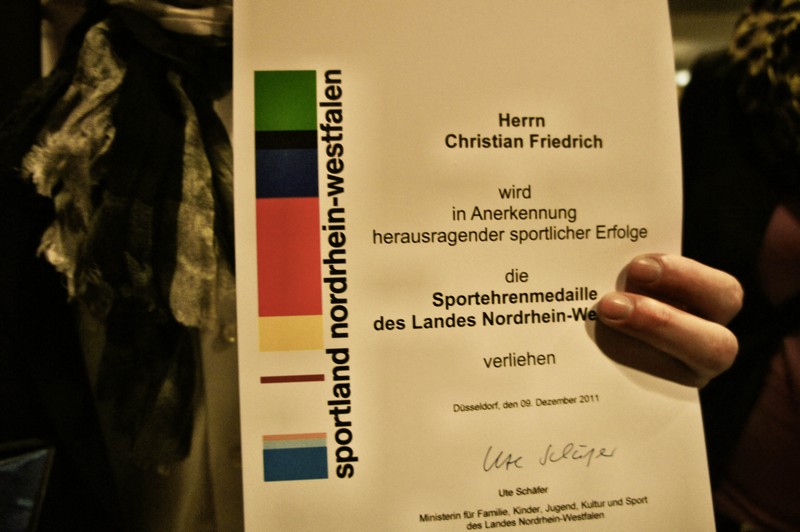 sportland nordrhein-westfalen
Herrn
Christian Friedrich
wird
in Anerkennung
herausragender sportlicher Erfolge
die
Sportehrenmedaille
des Landes Nordrhein-We
verliehen
Düsseldorf, den 09. Dezember 2011
Ute Schäfer
Ute Schäfer
Ministerin für Familie, Kinder, Jugend, Kultur und Sport
des Landes Nordrhein-Westfalen